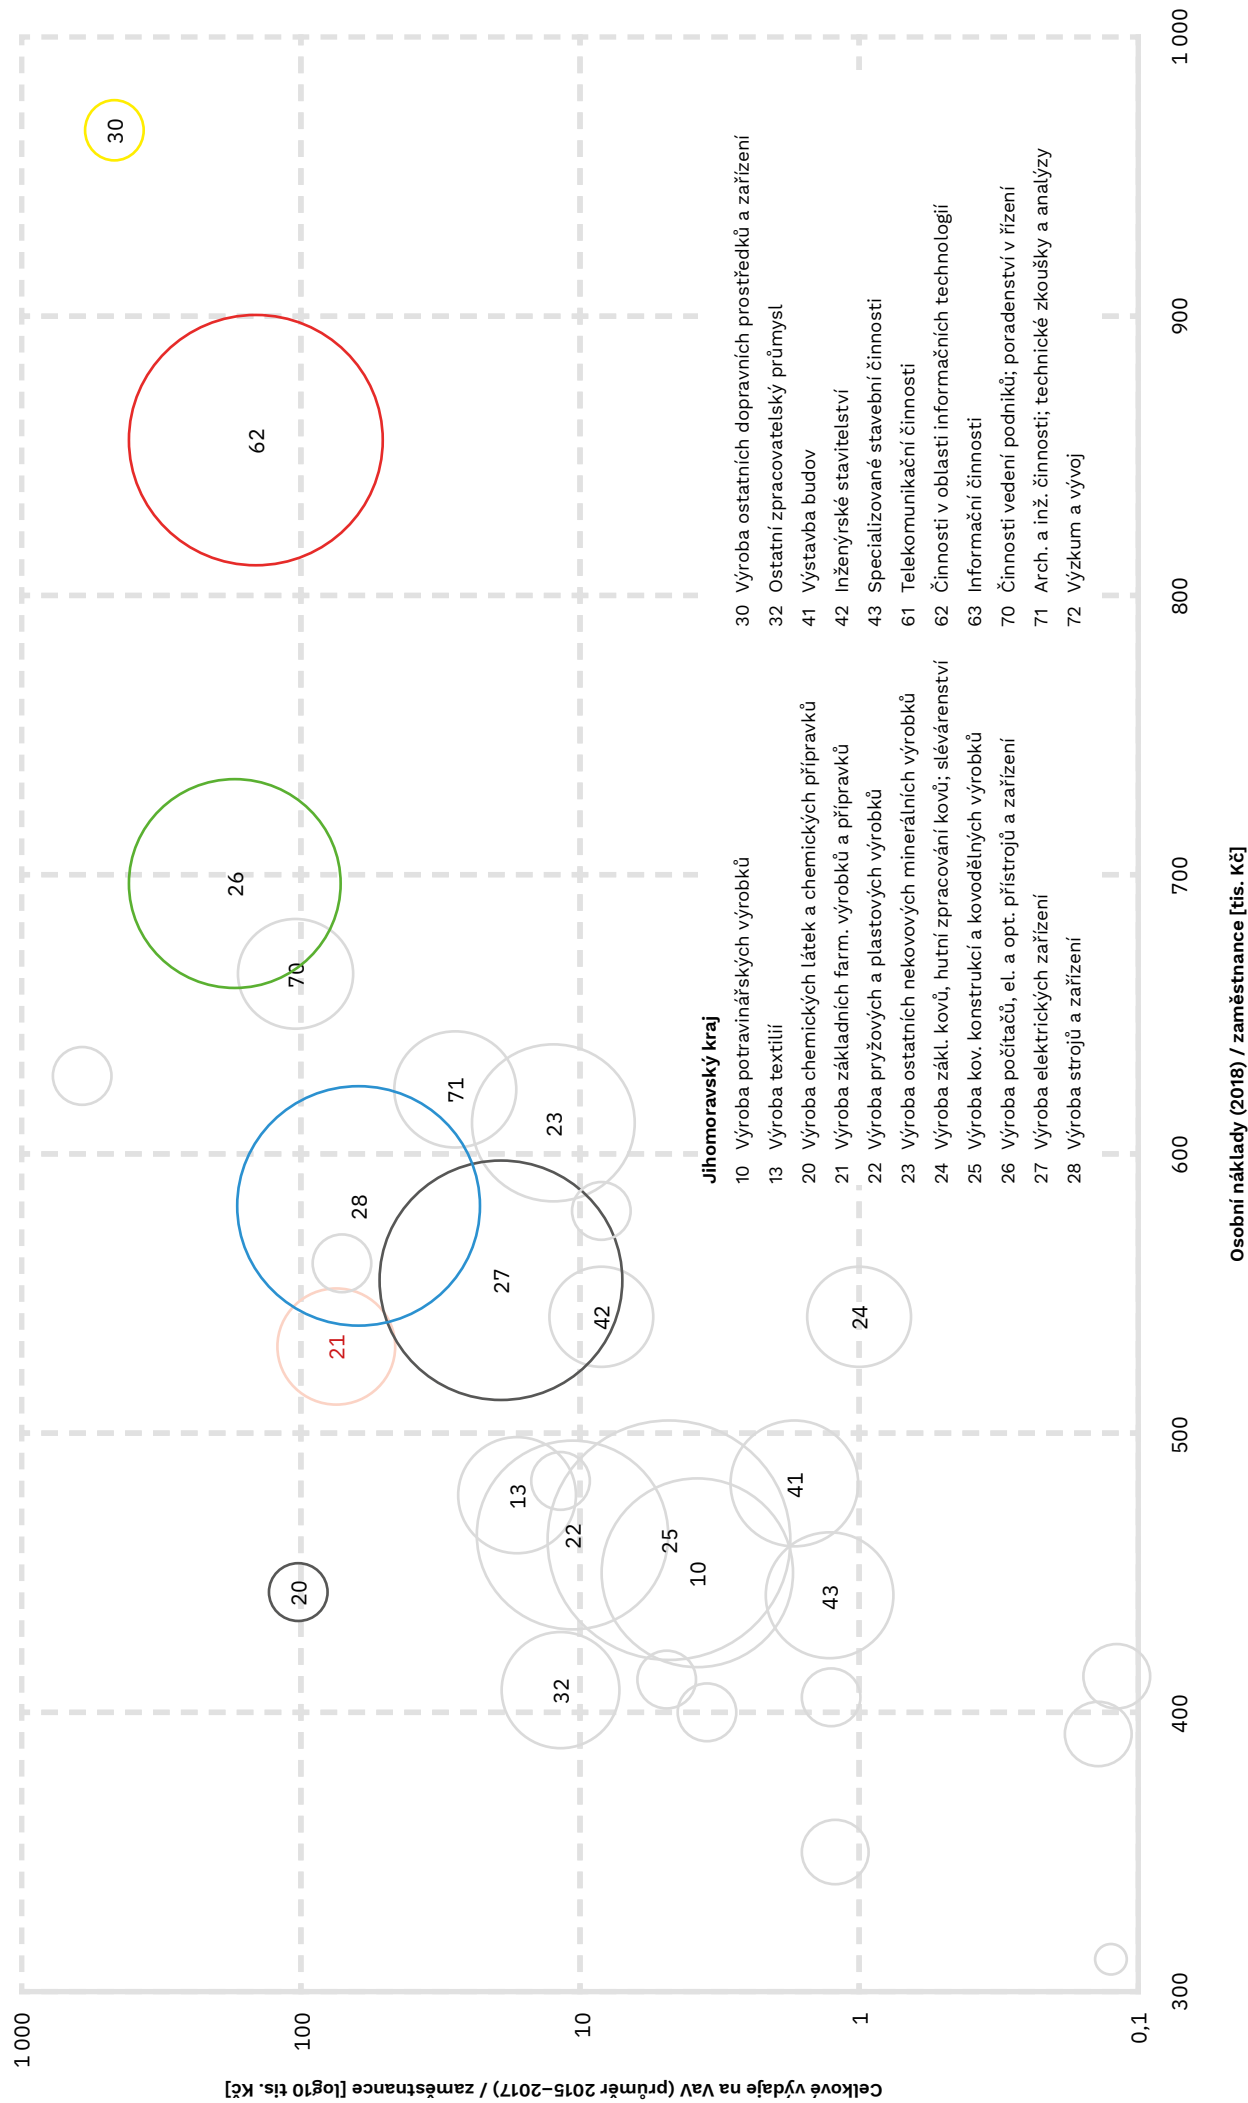 1 000
100
10
1
0,1
Celkové výdaje na VaV (průměr 2015–2017) / zaměstnance [log10 tis. Kč]
300
400
500
600
700
800
900
1 000
Osobní náklady (2018) / zaměstnance [tis. Kč]
30
62
26
70
71
23
28
27
21
42
24
13
22
25
10
41
43
20
32
Jihomoravský kraj
10 Výroba potravinářských výrobků
13 Výroba textilií
20 Výroba chemických látek a chemických přípravků
21 Výroba základních farm. výrobků a přípravků
22 Výroba pryžových a plastových výrobků
23 Výroba ostatních nekovových minerálních výrobků
24 Výroba zákl. kovů, hutní zpracování kovů; slévárenství
25 Výroba kov. konstrukcí a kovodělných výrobků
26 Výroba počítačů, el. a opt. přístrojů a zařízení
27 Výroba elektrických zařízení
28 Výroba strojů a zařízení
30 Výroba ostatních dopravních prostředků a zařízení
32 Ostatní zpracovatelský průmysl
41 Výstavba budov
42 Inženýrské stavitelství
43 Specializované stavební činnosti
61 Telekomunikační činnosti
62 Činnosti v oblasti informačních technologií
63 Informační činnosti
70 Činnosti vedení podniků; poradenství v řízení
71 Arch. a inž. činnosti; technické zkoušky a analýzy
72 Výzkum a vývoj